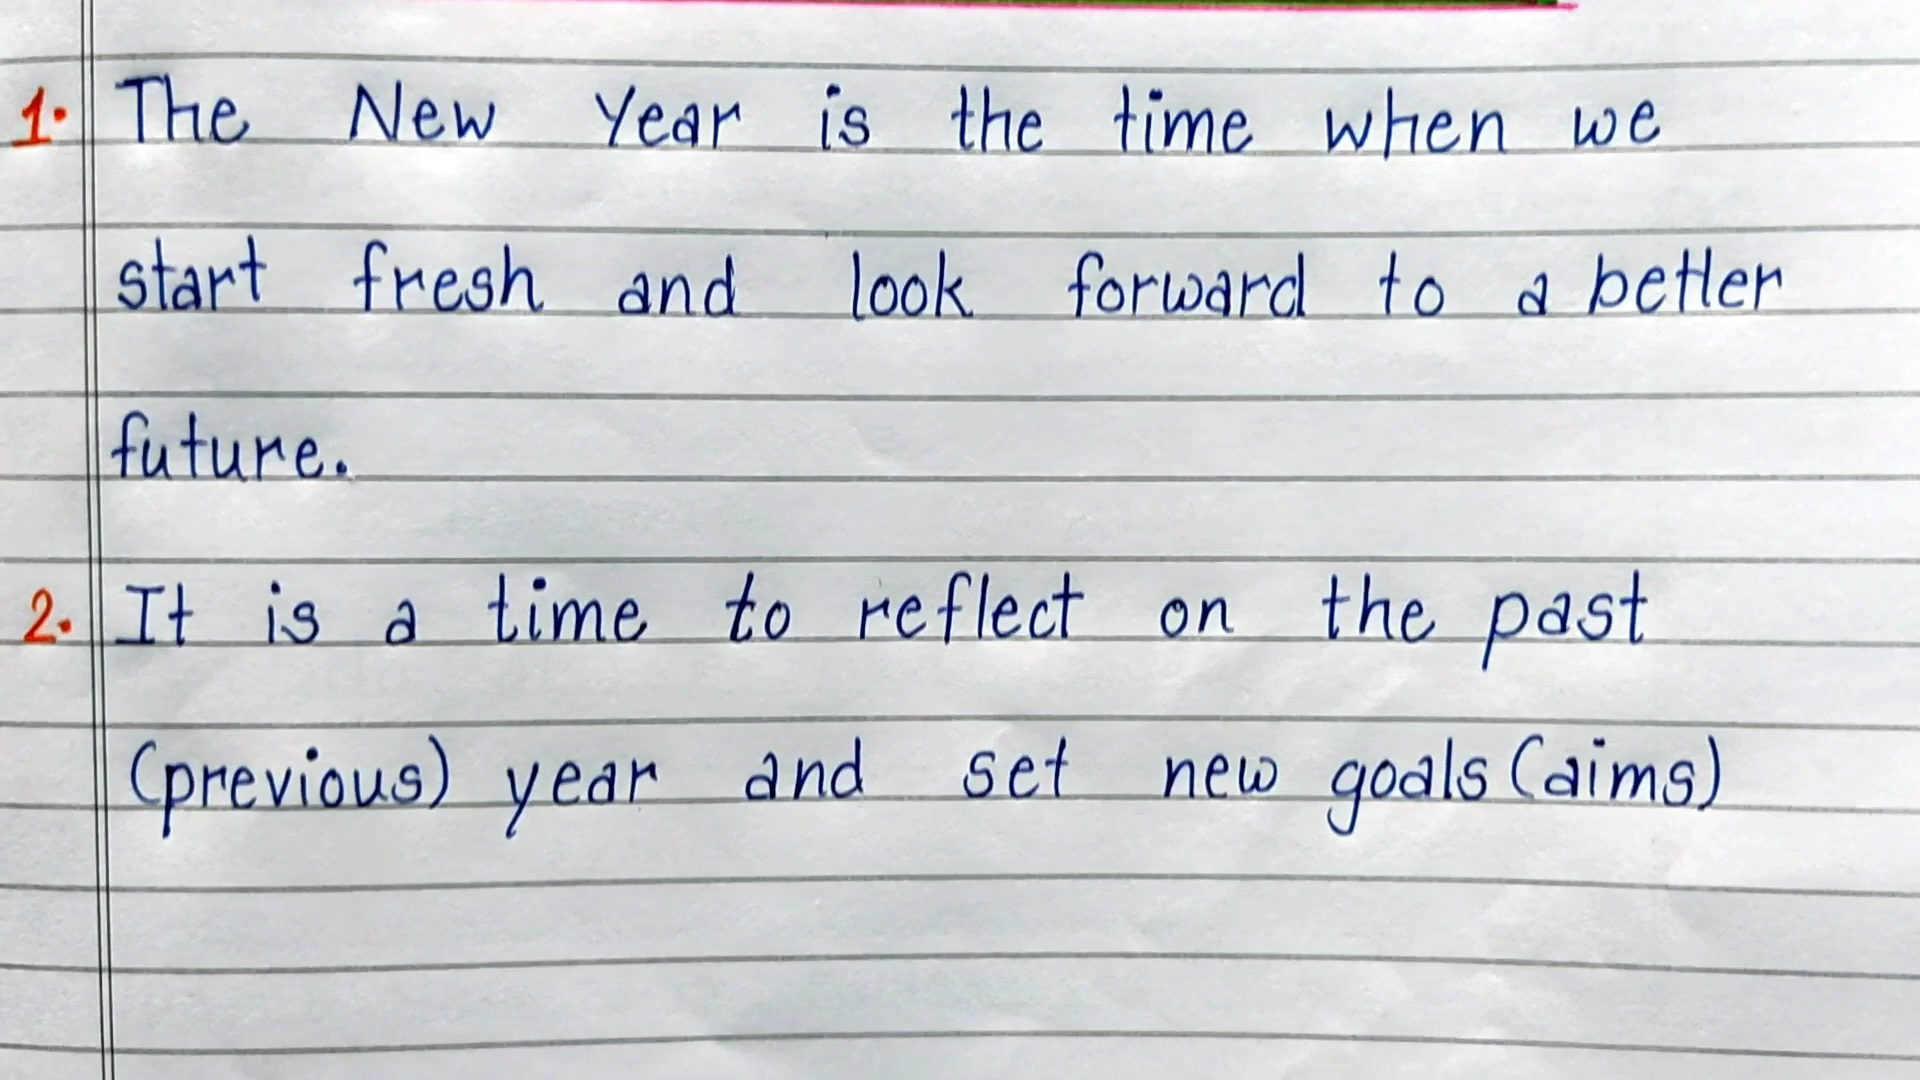 1. The New Year is the time when we
start fresh and look forward to a better
future.
2. It is a time to reflect on the past
(previous) year and set new goals (aims)